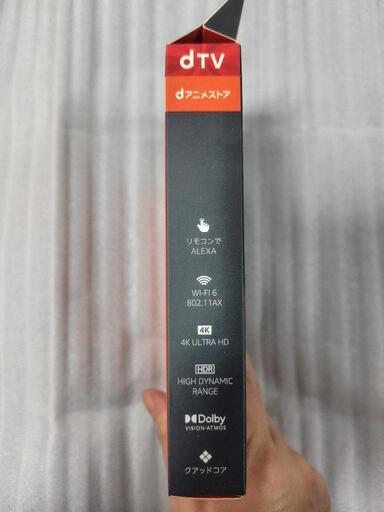 dTV
dアニメストア
リモコンで
ALEXA
WI-FI 6
802.11AX
4K
4K ULTRA HD
HDR
HIGH DYNAMIC
RANGE
Dolby
VISION·ATMOS
クアッドコア